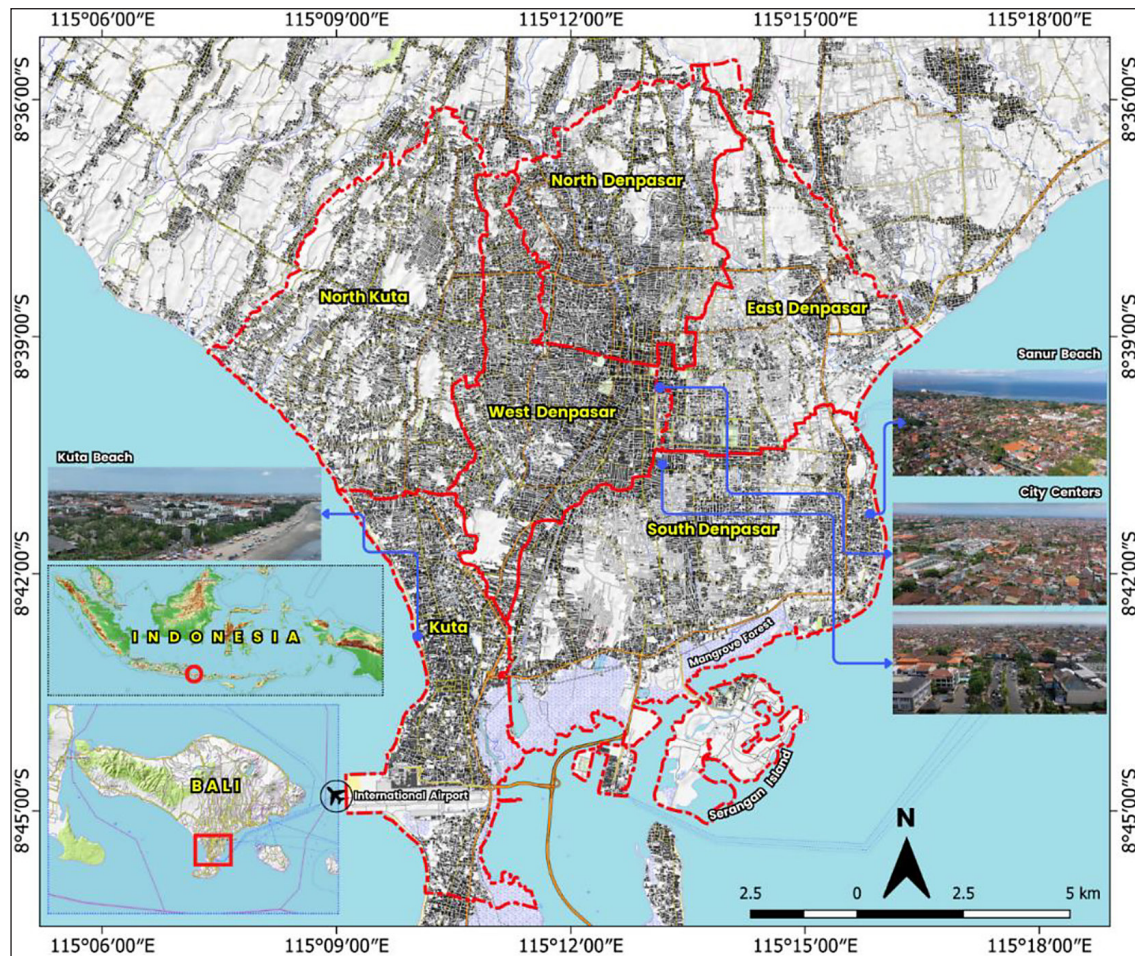 115°06′00″E 115°09′00″E 115°12′00″E 115°15′00″E 115°18′00″E
8°36′00″S
8°36′00″S
North Denpasar
North Kuta
East Denpasar
8°39′00″S
8°39′00″S
Sanur Beach
West Denpasar
Kuta Beach
City Centers
South Denpasar
8°42′00″S
8°42′00″S
INDONESIA
Kuta
Mangrove Forest
BALI
International Airport
Serangan Island
8°45′00″S
8°45′00″S
N
2.5 0 2.5 5 km
115°06′00″E 115°09′00″E 115°12′00″E 115°15′00″E 115°18′00″E